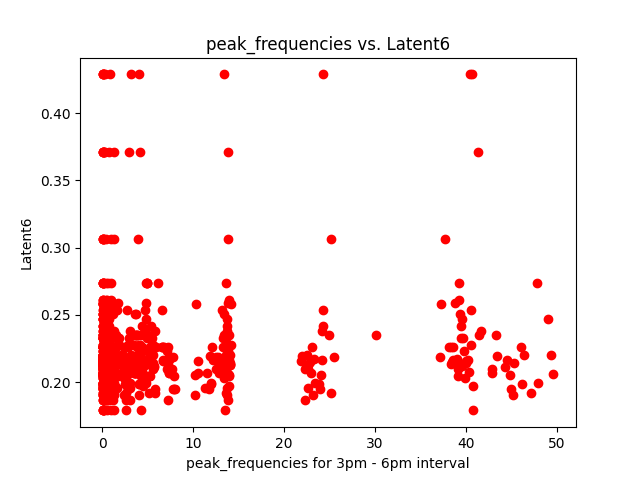 peak_frequencies vs. Latent6
0.40
0.35
0.30
0.25
0.20
Latent6
0 10 20 30 40 50
peak_frequencies for 3pm - 6pm interval